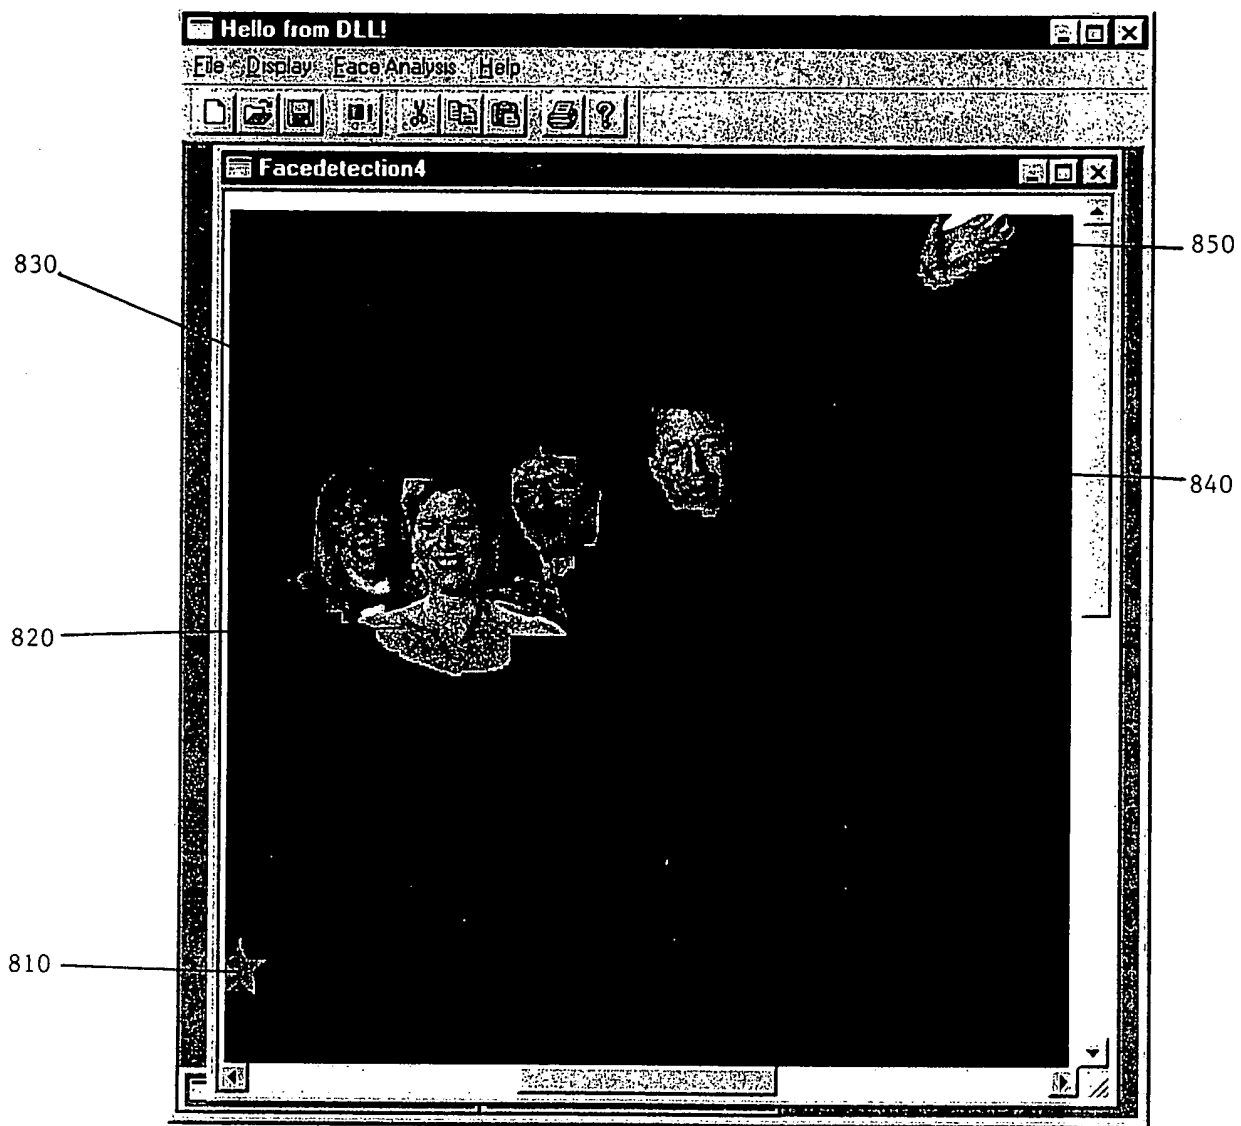 Hello from DLL!
File Display Face Analysis Help
?
Facedetection4
850
830
840
820
810